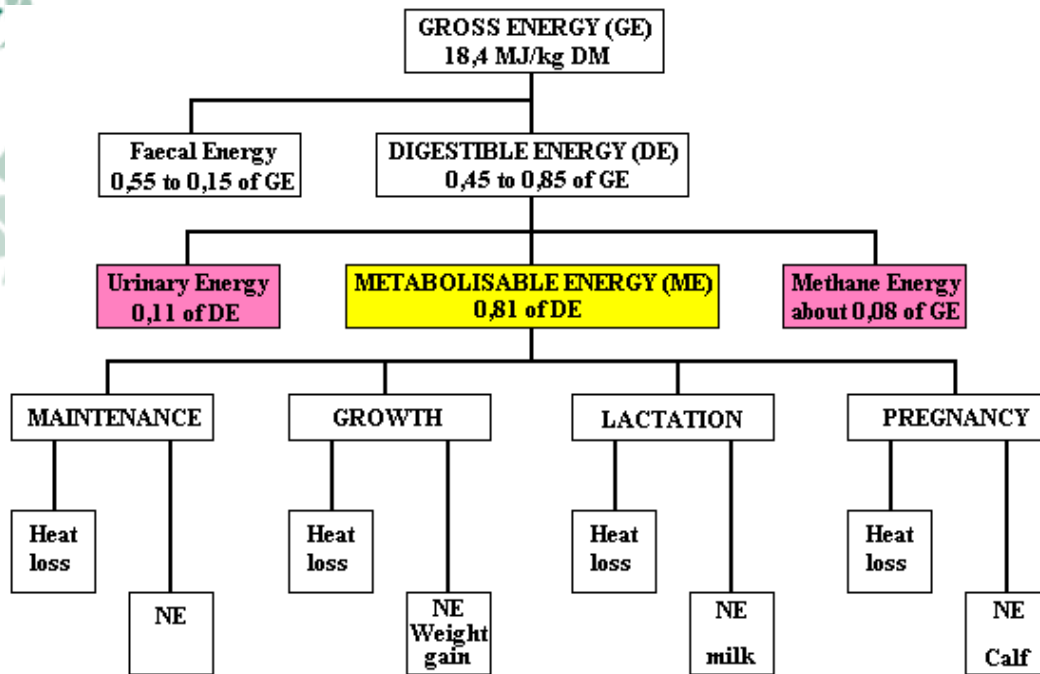 GROSS ENERGY (GE)
18,4 MJ/kg DM
Faecal Energy
0,55 to 0,15 of GE
DIGESTIBLE ENERGY (DE)
0,45 to 0,85 of GE
Urinary Energy
0,11 of DE
METABOLISABLE ENERGY (ME)
0,81 of DE
Methane Energy
about 0,08 of GE
MAINTENANCE
GROWTH
LACTATION
PREGNANCY
Heat
loss
NE
Heat
loss
NE
Weight
gain
Heat
loss
NE
milk
Heat
loss
NE
Calf